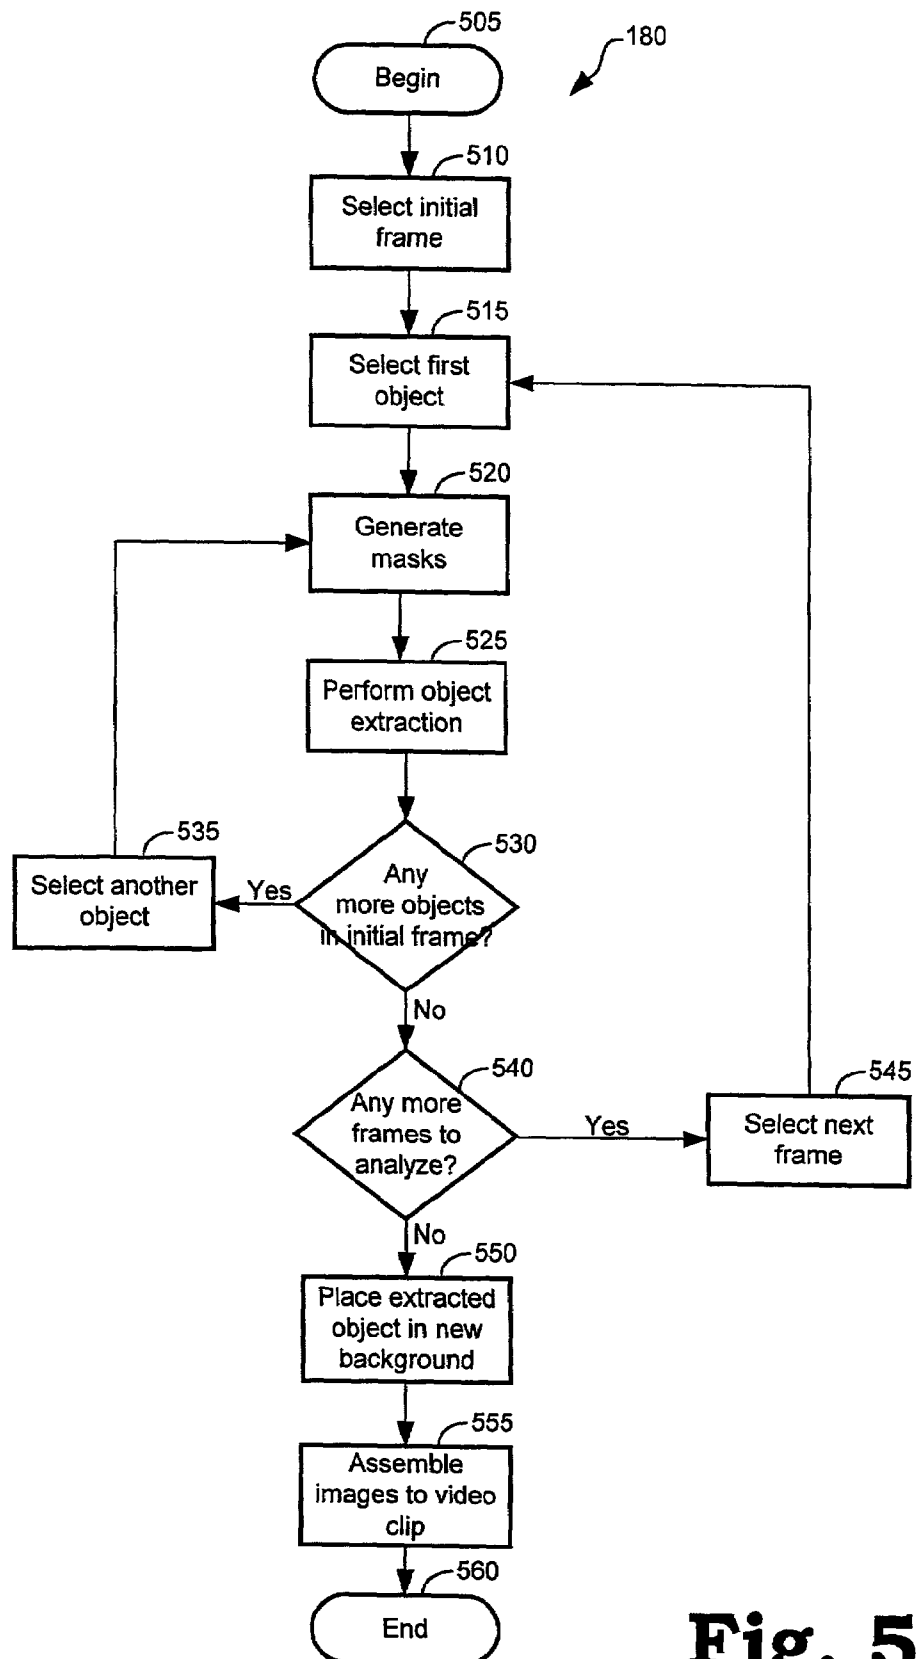 505
180
Begin
510
Select initial
frame
515
Select first
object
520
Generate
masks
525
Perform object
extraction
535
530
Select another
object
Yes
Any
more objects
in initial frame?
No
540
545
Any more
frames to
analyze?
Yes
Select next
frame
No
550
Place extracted
object in new
background
555
Assemble
images to video
clip
560
End
Fig. 5